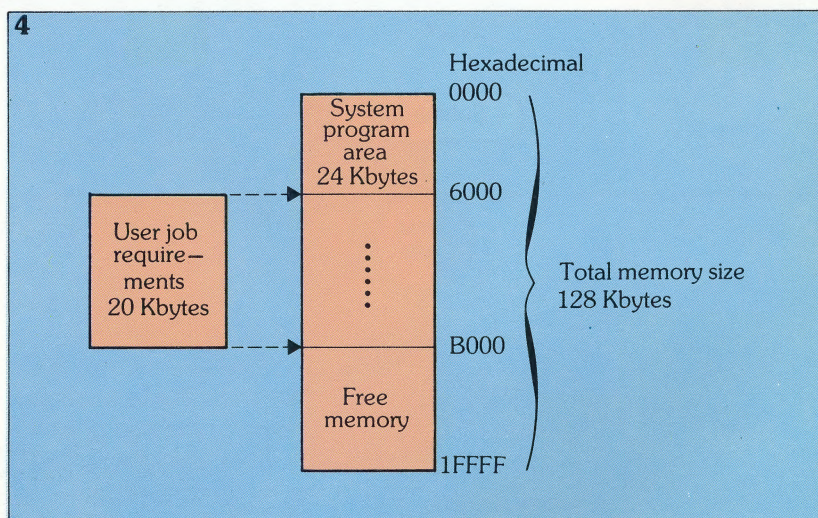 4
Hexadecimal
0000
System
program
area
24 Kbytes
6000
User job
require–
ments
20 Kbytes
Total memory size
128 Kbytes
B000
Free
memory
1FFFF